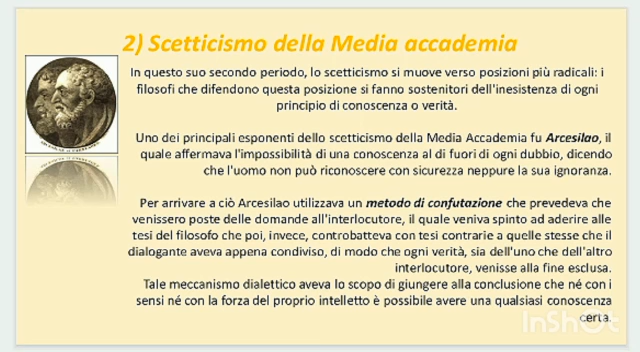 2) Scetticismo della Media accademia
In questo suo secondo periodo, lo scetticismo si muove verso posizioni più radicali: i
filosofi che difendono questa posizione si fanno sostenitori dell'inesistenza di ogni
principio di conoscenza o verità.
Uno dei principali esponenti dello scetticismo della Media Accademia fu Arcesilao, il
quale affermava l'impossibilità di una conoscenza al di fuori di ogni dubbio, dicendo
che l'uomo non può riconoscere con sicurezza neppure la sua ignoranza.
Per arrivare a ciò Arcesilao utilizzava un metodo di confutazione che prevedeva che
venissero poste delle domande all'interlocutore, il quale veniva spinto ad aderire alle
tesi del filosofo che poi, invece, controbatteva con tesi contrarie a quelle stesse che il
dialogante aveva appena condiviso, di modo che ogni verità, sia dell'uno che dell'altro
interlocutore, venisse alla fine esclusa.
Tale meccanismo dialettico aveva lo scopo di giungere alla conclusione che né con i
sensi né con la forza del proprio intelletto è possibile avere una qualsiasi conoscenza
certa.
InShOt